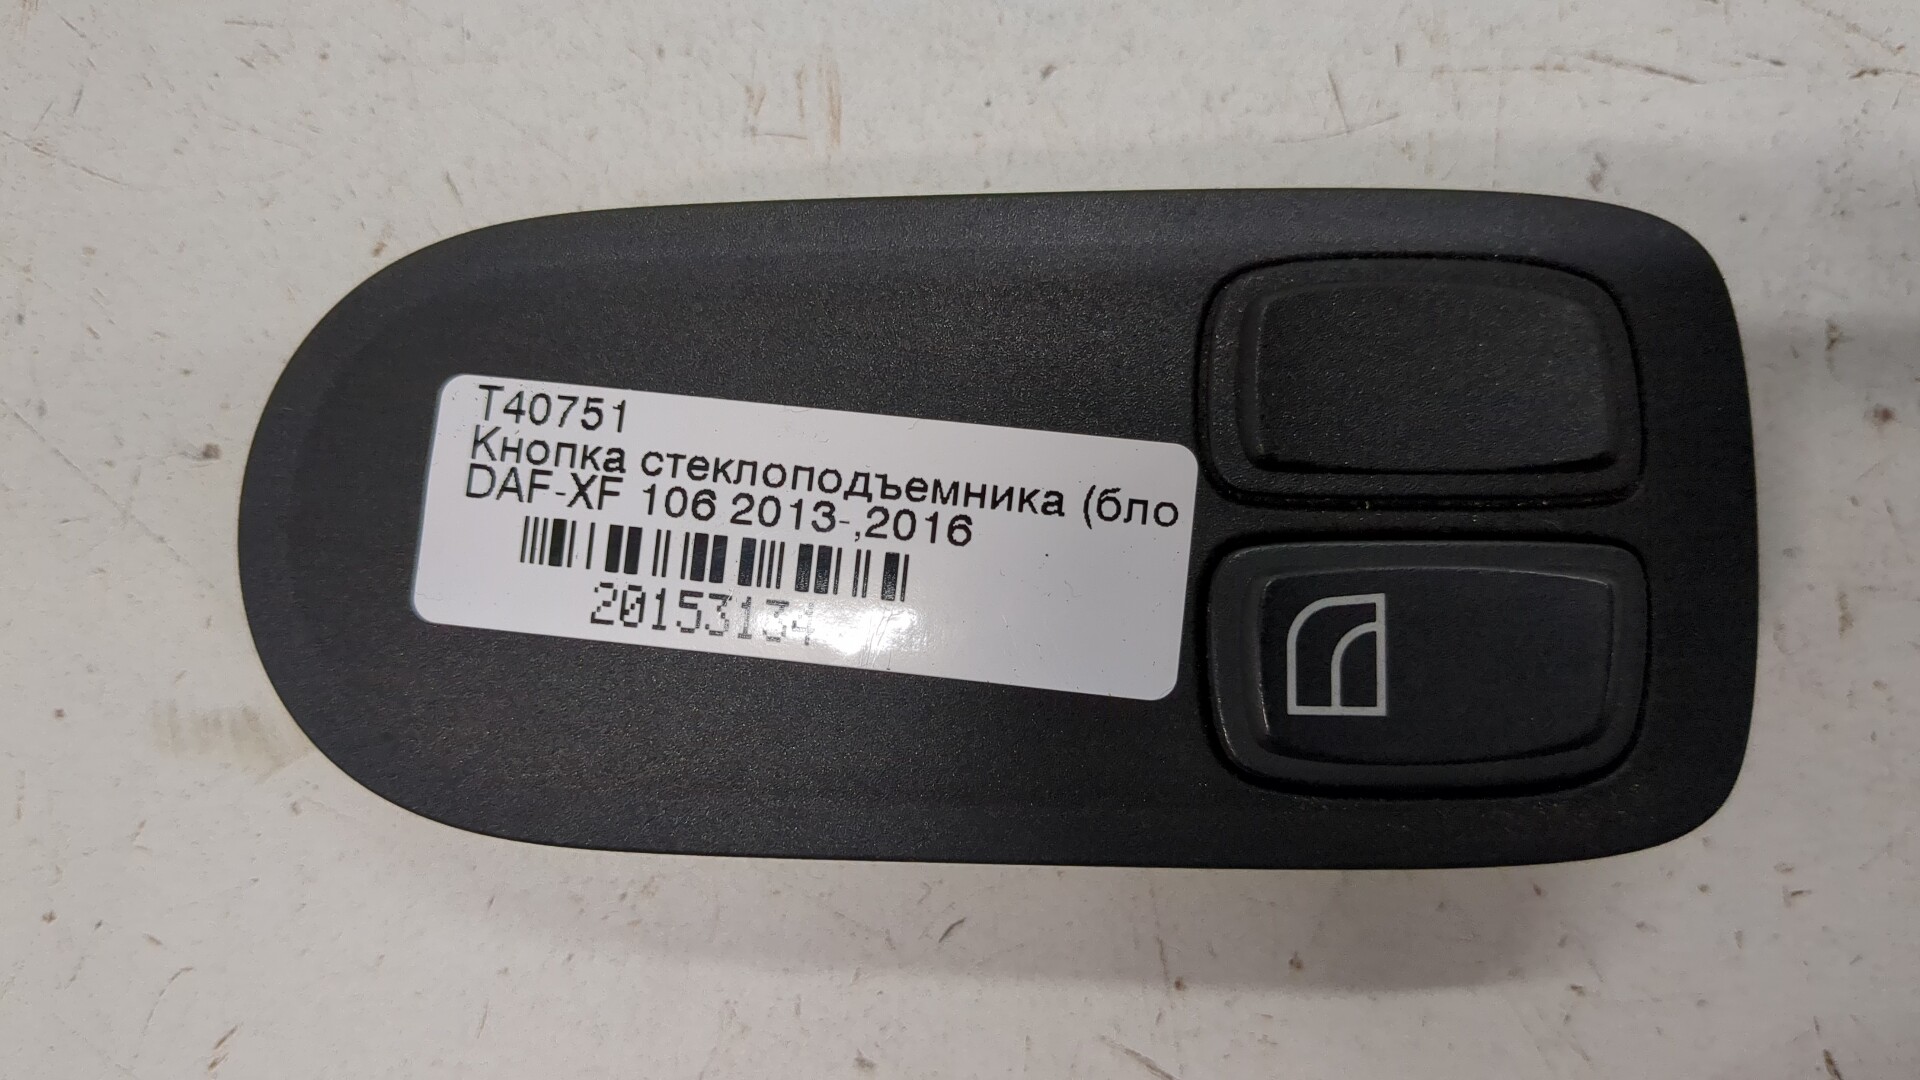 T40751
Кнопка стеклоподъемника (бло
DAF-XF 106 2013-,2016
20153134